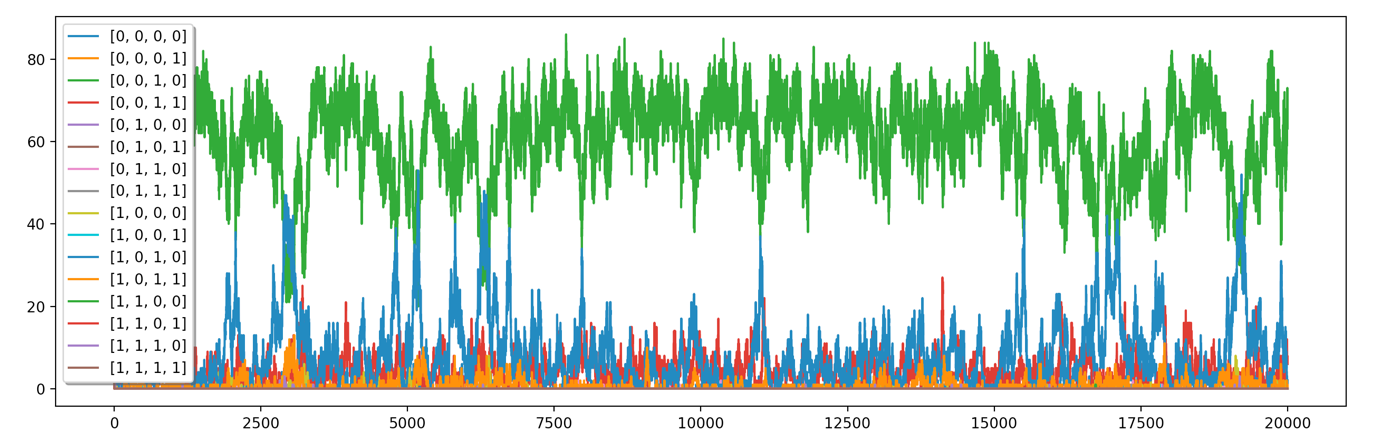 80
60
40
20
0
[0, 0, 0, 0]
[0, 0, 0, 1]
[0, 0, 1, 0]
[0, 0, 1, 1]
[0, 1, 0, 0]
[0, 1, 0, 1]
[0, 1, 1, 0]
[0, 1, 1, 1]
[1, 0, 0, 0]
[1, 0, 0, 1]
[1, 0, 1, 0]
[1, 0, 1, 1]
[1, 1, 0, 0]
[1, 1, 0, 1]
[1, 1, 1, 0]
[1, 1, 1, 1]
0 2500 5000 7500 10000 12500 15000 17500 20000